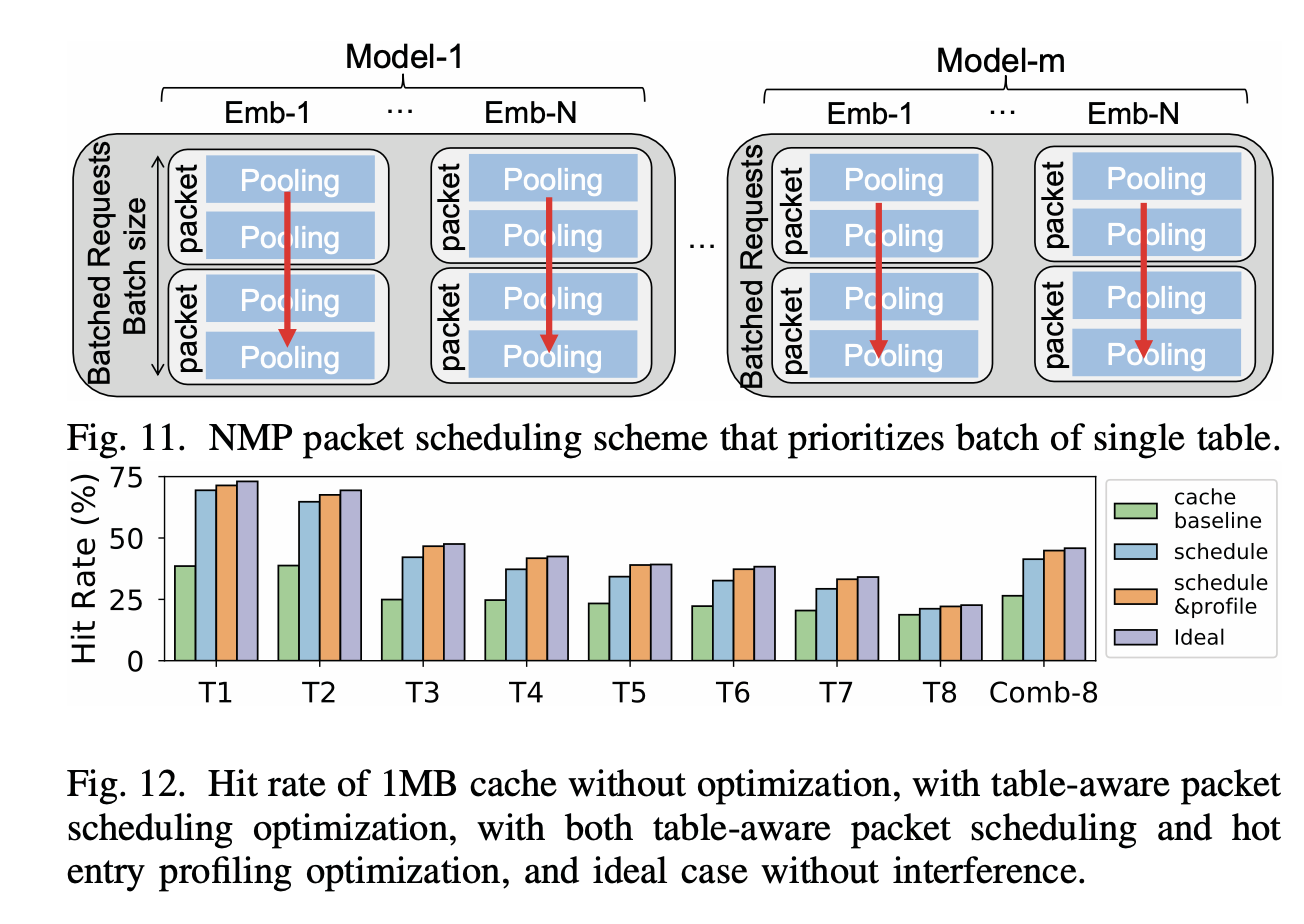 Model-1
Model-m
Emb-1 ... Emb-N
Emb-1 ... Emb-N
Batched Requests
Batch size
packet
Pooling
Pooling
packet
Pooling
Pooling
packet
Pooling
Pooling
packet
Pooling
Pooling
...
Batched Requests
packet
Pooling
Pooling
packet
Pooling
Pooling
packet
Pooling
Pooling
packet
Pooling
Pooling
Fig. 11. NMP packet scheduling scheme that prioritizes batch of single table.
Hit Rate (%)
75
50
25
0
T1 T2 T3 T4 T5 T6 T7 T8 Comb-8
cache
baseline
schedule
schedule
&profile
Ideal
Fig. 12. Hit rate of 1MB cache without optimization, with table-aware packet
scheduling optimization, with both table-aware packet scheduling and hot
entry profiling optimization, and ideal case without interference.